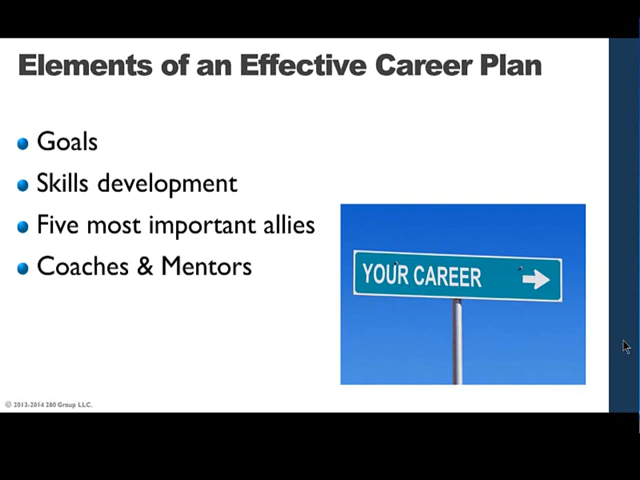 Elements of an Effective Career Plan
Goals
Skills development
Five most important allies
Coaches & Mentors
YOUR CAREER
© 2013-2014 280 Group LLC.